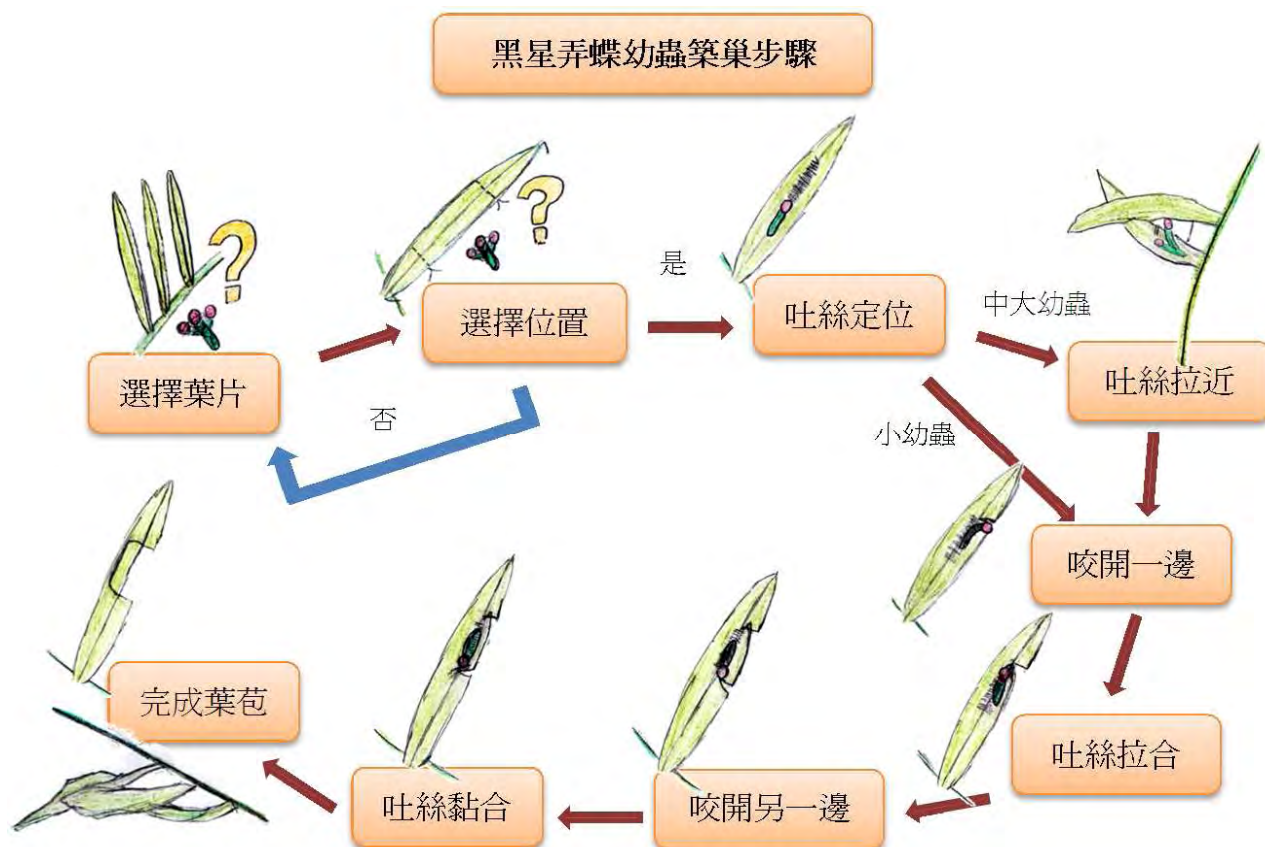 黑星弄蝶幼蟲築巢步驟
?
?
選擇葉片
選擇位置
是
否
吐絲定位
中大幼蟲
小幼蟲
吐絲拉近
咬開一邊
吐絲拉合
咬開另一邊
吐絲黏合
完成葉苞